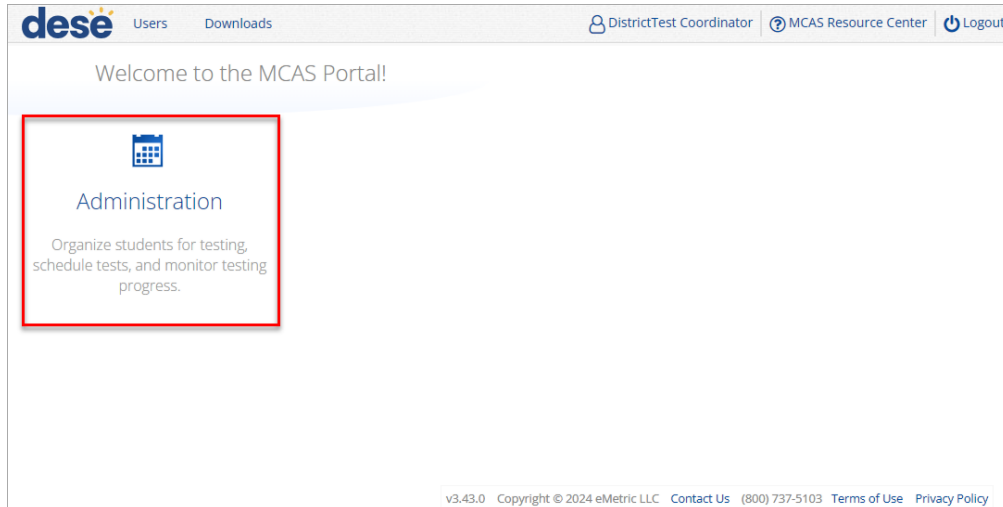 dese Users Downloads DistrictTest Coordinator MCAS Resource Center Logout
Welcome to the MCAS Portal!
Administration
Organize students for testing,
schedule tests, and monitor testing
progress.
v3.43.0 Copyright © 2024 eMetric LLC Contact Us (800) 737-5103 Terms of Use Privacy Policy